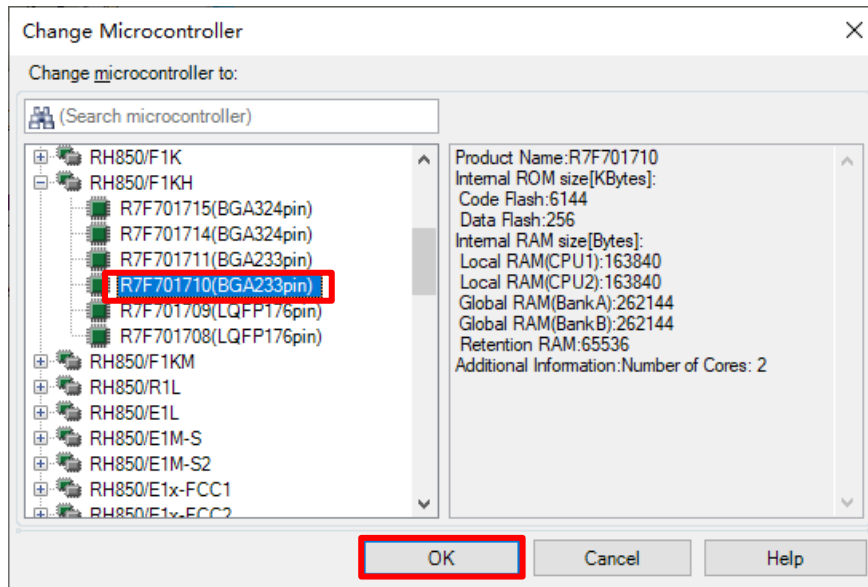 Change Microcontroller
Change microcontroller to:
(Search microcontroller)
RH850/F1K
RH850/F1KH
R7F701715(BGA324pin)
R7F701714(BGA324pin)
R7F701711(BGA233pin)
R7F701710(BGA233pin)
R7F701709(LQFP176pin)
R7F701708(LQFP176pin)
RH850/F1KM
RH850/R1L
RH850/E1L
RH850/E1M-S
RH850/E1M-S2
RH850/E1x-FCC1
RH850/E1x-FCC2
Product Name:R7F701710
Internal ROM size[KBytes]:
Code Flash:6144
Data Flash:256
Internal RAM size[Bytes]:
Local RAM(CPU1):163840
Local RAM(CPU2):163840
Global RAM(BankA):262144
Global RAM(BankB):262144
Retention RAM:65536
Additional Information:Number of Cores: 2
OK
Cancel
Help